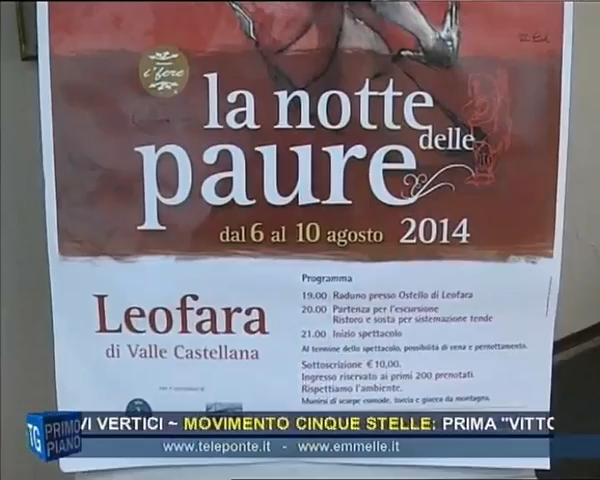 i' fere
la notte
delle
paure
dal 6 al 10 agosto 2014
Programma
19.00 Raduno presso Ostello di Leofara
20.00 Partenza per l'escursione
Ristoro e sosta per sistemazione tende
21.00 Inizio spettacolo
Al termine dello spettacolo, possibilità di cena e pernottamento.
Sottoscrizione € 10,00.
Ingresso riservato ai primi 200 prenotati.
Rispettiamo l'ambiente.
Munirsi di scarpe comode, torcia e giacca da montagna.
Leofara
di Valle Castellana
TG PRIMO
PIANO
VI VERTICI ~ MOVIMENTO CINQUE STELLE: PRIMA "VITTO
www.teleponte.it - www.emmelle.it